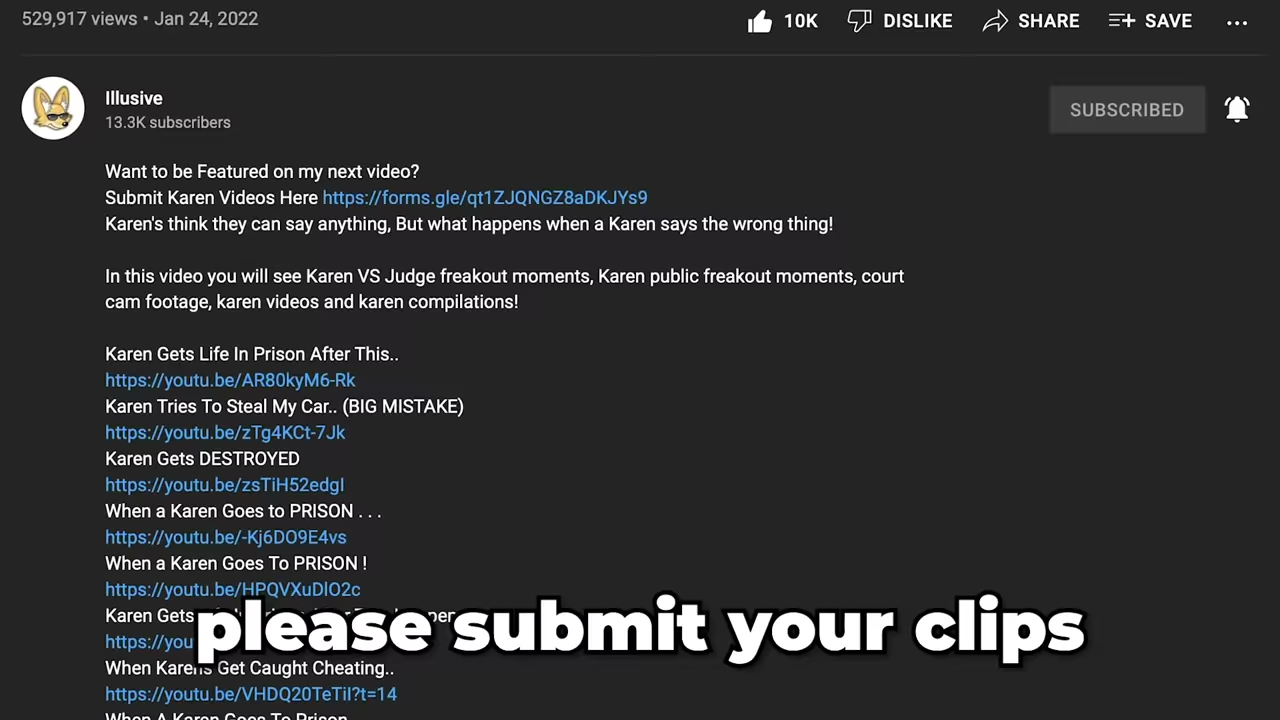 529,917 views • Jan 24, 2022
10K DISLIKE SHARE SAVE ...
Illusive
13.3K subscribers
SUBSCRIBED
Want to be Featured on my next video?
Submit Karen Videos Here https://forms.gle/qt1ZJQNGZ8aDKJYs9
Karen's think they can say anything, But what happens when a Karen says the wrong thing!
In this video you will see Karen VS Judge freakout moments, Karen public freakout moments, court
cam footage, karen videos and karen compilations!
Karen Gets Life In Prison After This..
https://youtu.be/AR80kyM6-Rk
Karen Tries To Steal My Car.. (BIG MISTAKE)
https://youtu.be/zTg4KCt-7Jk
Karen Gets DESTROYED
https://youtu.be/zsTiH52edgI
When a Karen Goes to PRISON . . .
https://youtu.be/-Kj6DO9E4vs
When a Karen Goes To PRISON !
https://youtu.be/HPQVXuDlO2c
Karen Gets
please submit your clips
https://you
When Karens Get Caught Cheating..
https://youtu.be/VHDQ20TeTiI?t=14
When A Karen Goes To Prison